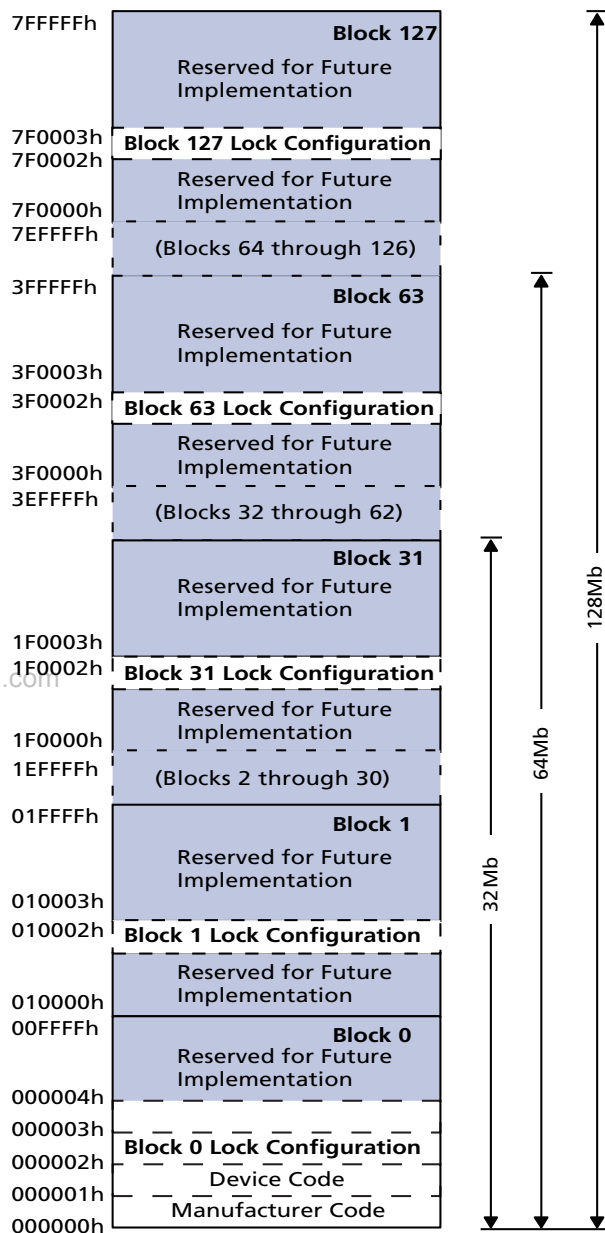 7FFFFFh
Block 127
Reserved for Future
Implementation
7F0003h
Block 127 Lock Configuration
7F0002h
Reserved for Future
Implementation
7F0000h
7EFFFFh
(Blocks 64 through 126)
3FFFFFh
Block 63
Reserved for Future
Implementation
3F0003h
3F0002h
Block 63 Lock Configuration
Reserved for Future
Implementation
3F0000h
3EFFFFh
(Blocks 32 through 62)
Block 31
Reserved for Future
Implementation
1F0003h
1F0002h
Block 31 Lock Configuration
.com
Reserved for Future
Implementation
1F0000h
1EFFFFh
(Blocks 2 through 30)
01FFFFh
Block 1
Reserved for Future
Implementation
010003h
010002h
Block 1 Lock Configuration
Reserved for Future
Implementation
010000h
00FFFFh
Block 0
Reserved for Future
Implementation
000004h
000003h
Block 0 Lock Configuration
000002h
Device Code
000001h
Manufacturer Code
000000h
32Mb
64Mb
128Mb